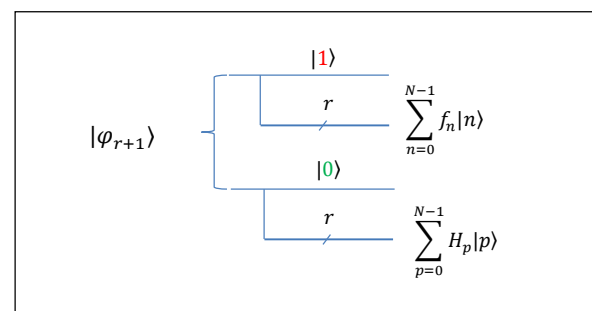 |1⟩
r
∑_{n=0}^{N−1} f_n|n⟩
|φ_{r+1}⟩
|0⟩
r
∑_{p=0}^{N−1} H_p|p⟩